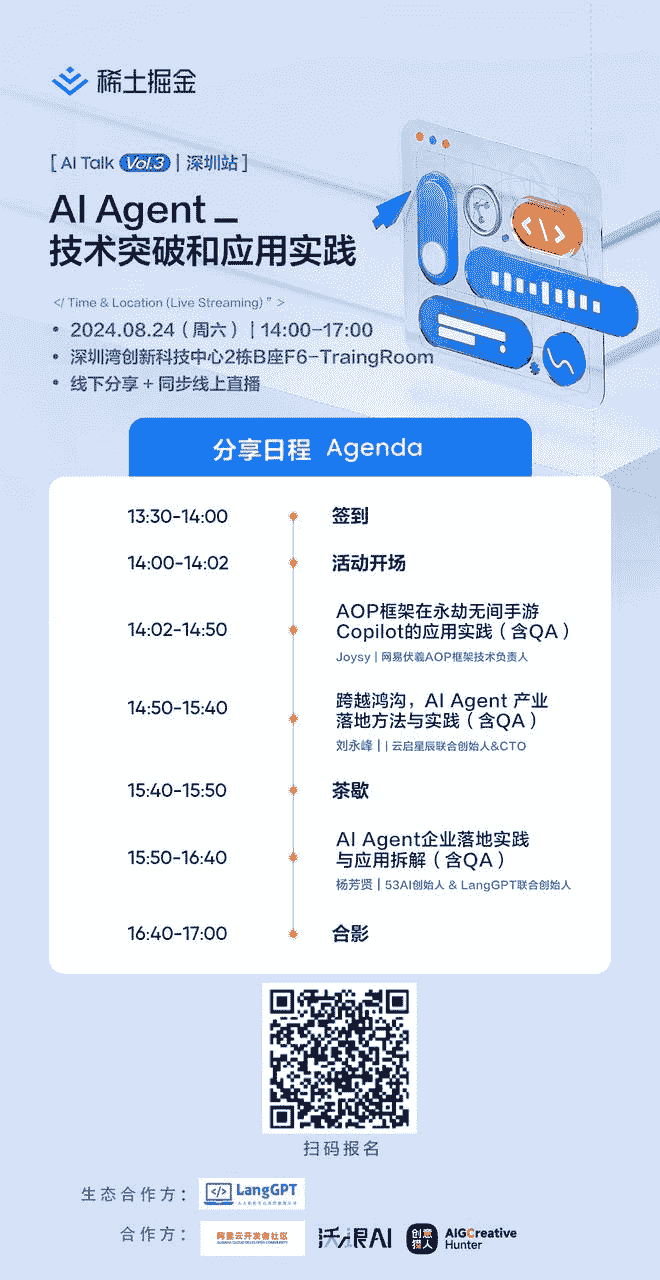 稀土掘金
[ AI Talk Vol.3 | 深圳站 ]
AI Agent _
技术突破和应用实践
</ Time & Location (Live Streaming) " >
• 2024.08.24（周六）| 14:00-17:00
• 深圳湾创新科技中心2栋B座F6-TraingRoom
• 线下分享 + 同步线上直播
</>
分享日程 Agenda
13:30-14:00 签到
14:00-14:02 活动开场
14:02-14:50 AOP框架在永劫无间手游
Copilot的应用实践（含QA）
Joysy | 网易伏羲AOP框架技术负责人
14:50-15:40 跨越鸿沟，AI Agent 产业
落地方法与实践（含QA）
刘永峰 | | 云启星辰联合创始人&CTO
15:40-15:50 茶歇
15:50-16:40 AI Agent企业落地实践
与应用拆解（含QA）
杨芳贤 | 53AI创始人 & LangGPT联合创始人
16:40-17:00 合影
扫码报名
生态合作方： </> LangGPT
合作方： 阿里云开发者社区
ALIBABA CLOUD DEVELOPER COMMUNITY
创意猎人 AIGCreative
Hunter